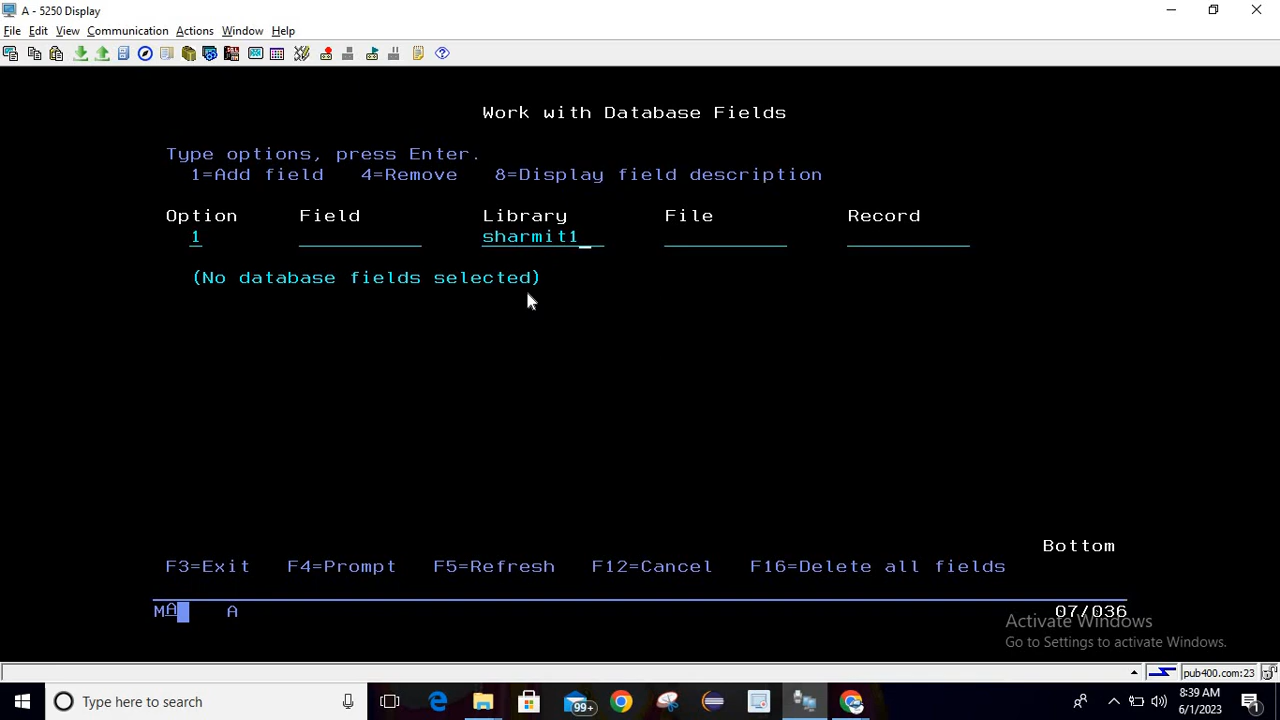 A - 5250 Display
File Edit View Communication Actions Window Help
Work with Database Fields
Type options, press Enter.
1=Add field 4=Remove 8=Display field description
Option Field Library File Record
1 sharmit1
(No database fields selected)
Bottom
F3=Exit F4=Prompt F5=Refresh F12=Cancel F16=Delete all fields
MA A 07/036
Activate Windows
Go to Settings to activate Windows.
pub400.com:23
Type here to search
99+
8:39 AM
6/1/2023
1